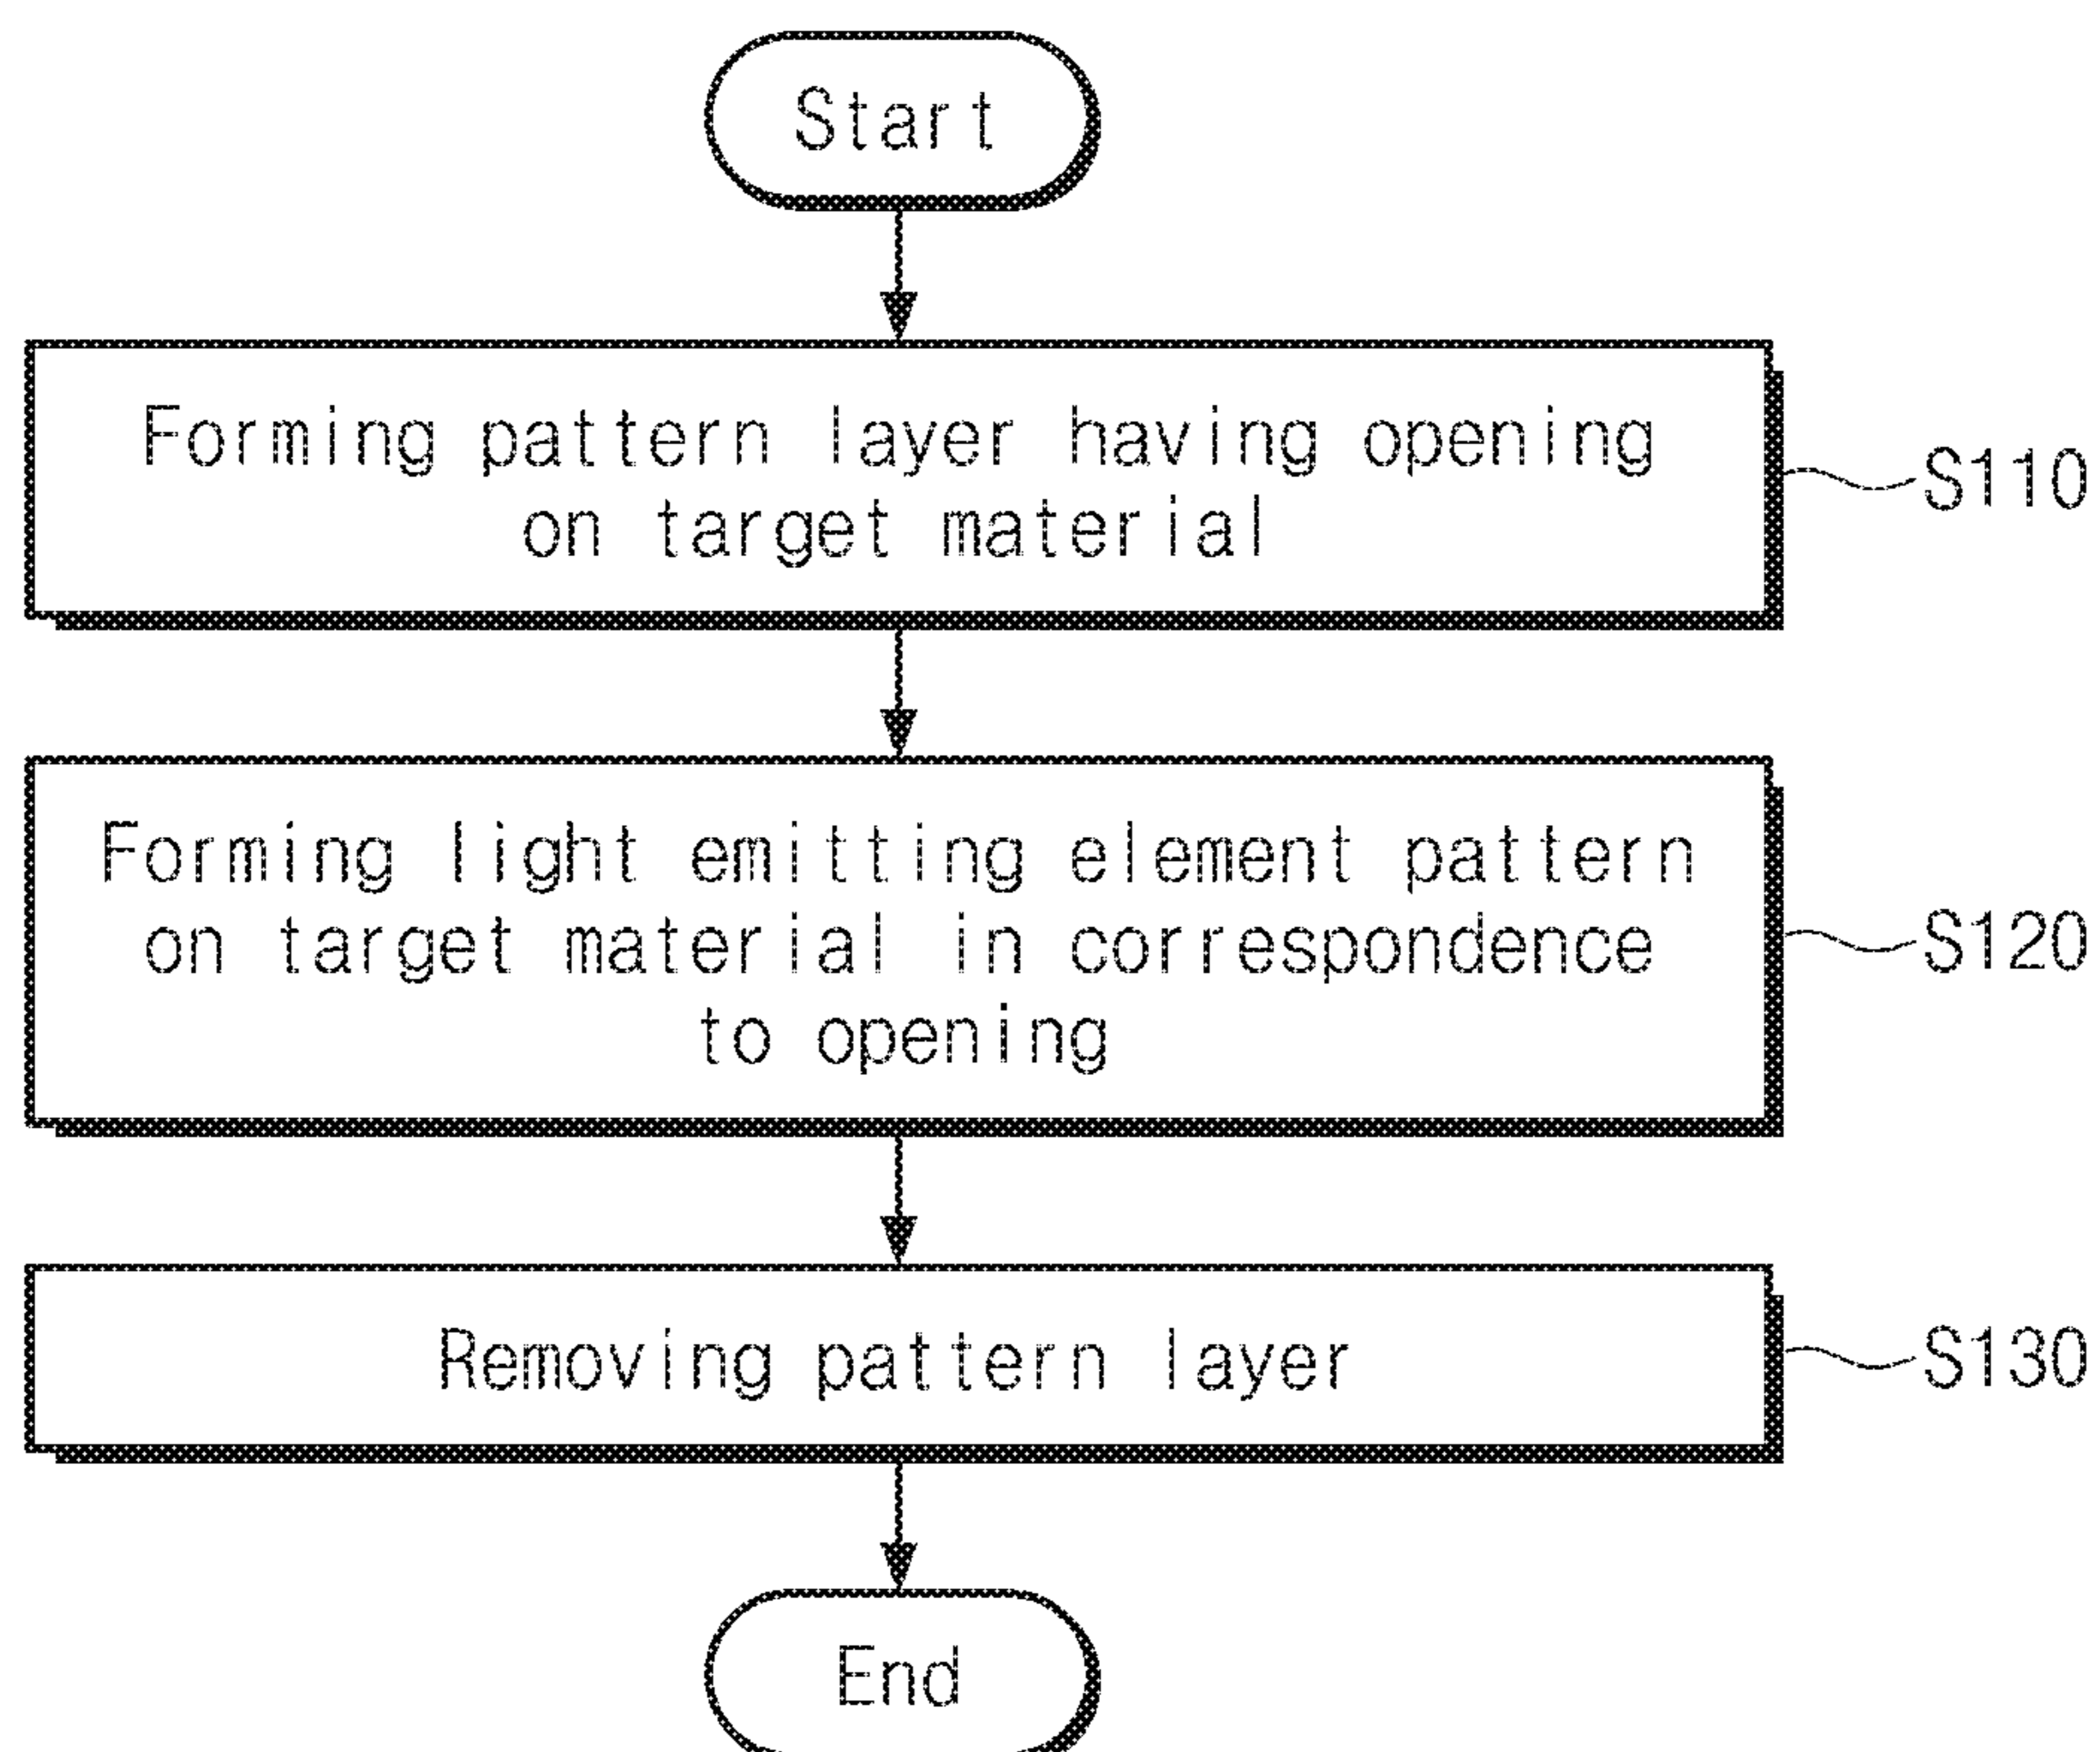 Start
Forming pattern layer having opening
on target material
S110
Forming light emitting element pattern
on target material in correspondence
to opening
S120
Removing pattern layer
S130
End